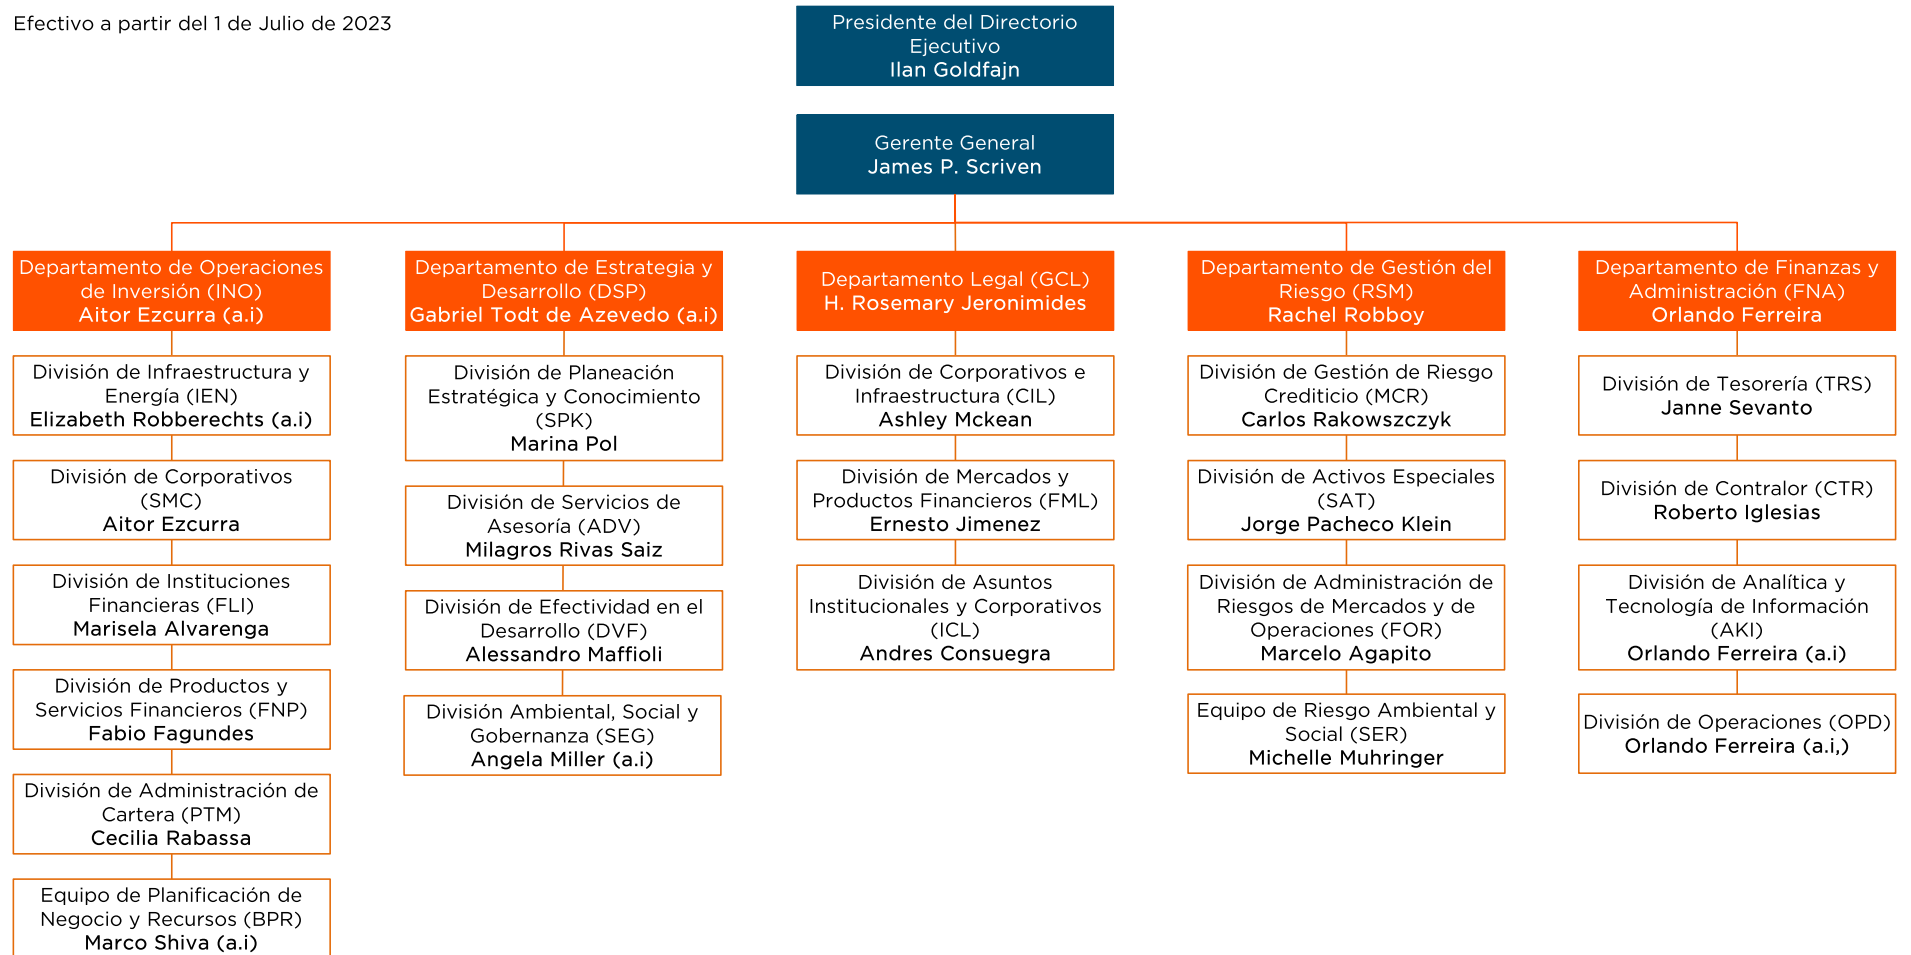 Efectivo a partir del 1 de Julio de 2023
Presidente del Directorio
Ejecutivo
Ilan Goldfajn
Gerente General
James P. Scriven
Departamento de Operaciones
de Inversión (INO)
Aitor Ezcurra (a.i)
División de Infraestructura y
Energía (IEN)
Elizabeth Robberechts (a.i)
División de Corporativos
(SMC)
Aitor Ezcurra
División de Instituciones
Financieras (FLI)
Marisela Alvarenga
División de Productos y
Servicios Financieros (FNP)
Fabio Fagundes
División de Administración de
Cartera (PTM)
Cecilia Rabassa
Equipo de Planificación de
Negocio y Recursos (BPR)
Marco Shiva (a.i)
Departamento de Estrategia y
Desarrollo (DSP)
Gabriel Todt de Azevedo (a.i)
División de Planeación
Estratégica y Conocimiento
(SPK)
Marina Pol
División de Servicios de
Asesoría (ADV)
Milagros Rivas Saiz
División de Efectividad en el
Desarrollo (DVF)
Alessandro Maffioli
División Ambiental, Social y
Gobernanza (SEG)
Angela Miller (a.i)
Departamento Legal (GCL)
H. Rosemary Jeronimides
División de Corporativos e
Infraestructura (CIL)
Ashley Mckean
División de Mercados y
Productos Financieros (FML)
Ernesto Jimenez
División de Asuntos
Institucionales y Corporativos
(ICL)
Andres Consuegra
Departamento de Gestión del
Riesgo (RSM)
Rachel Robboy
División de Gestión de Riesgo
Crediticio (MCR)
Carlos Rakowszczyk
División de Activos Especiales
(SAT)
Jorge Pacheco Klein
División de Administración de
Riesgos de Mercados y de
Operaciones (FOR)
Marcelo Agapito
Equipo de Riesgo Ambiental y
Social (SER)
Michelle Muhringer
Departamento de Finanzas y
Administración (FNA)
Orlando Ferreira
División de Tesorería (TRS)
Janne Sevanto
División de Contralor (CTR)
Roberto Iglesias
División de Analítica y
Tecnología de Información
(AKI)
Orlando Ferreira (a.i)
División de Operaciones (OPD)
Orlando Ferreira (a.i,)